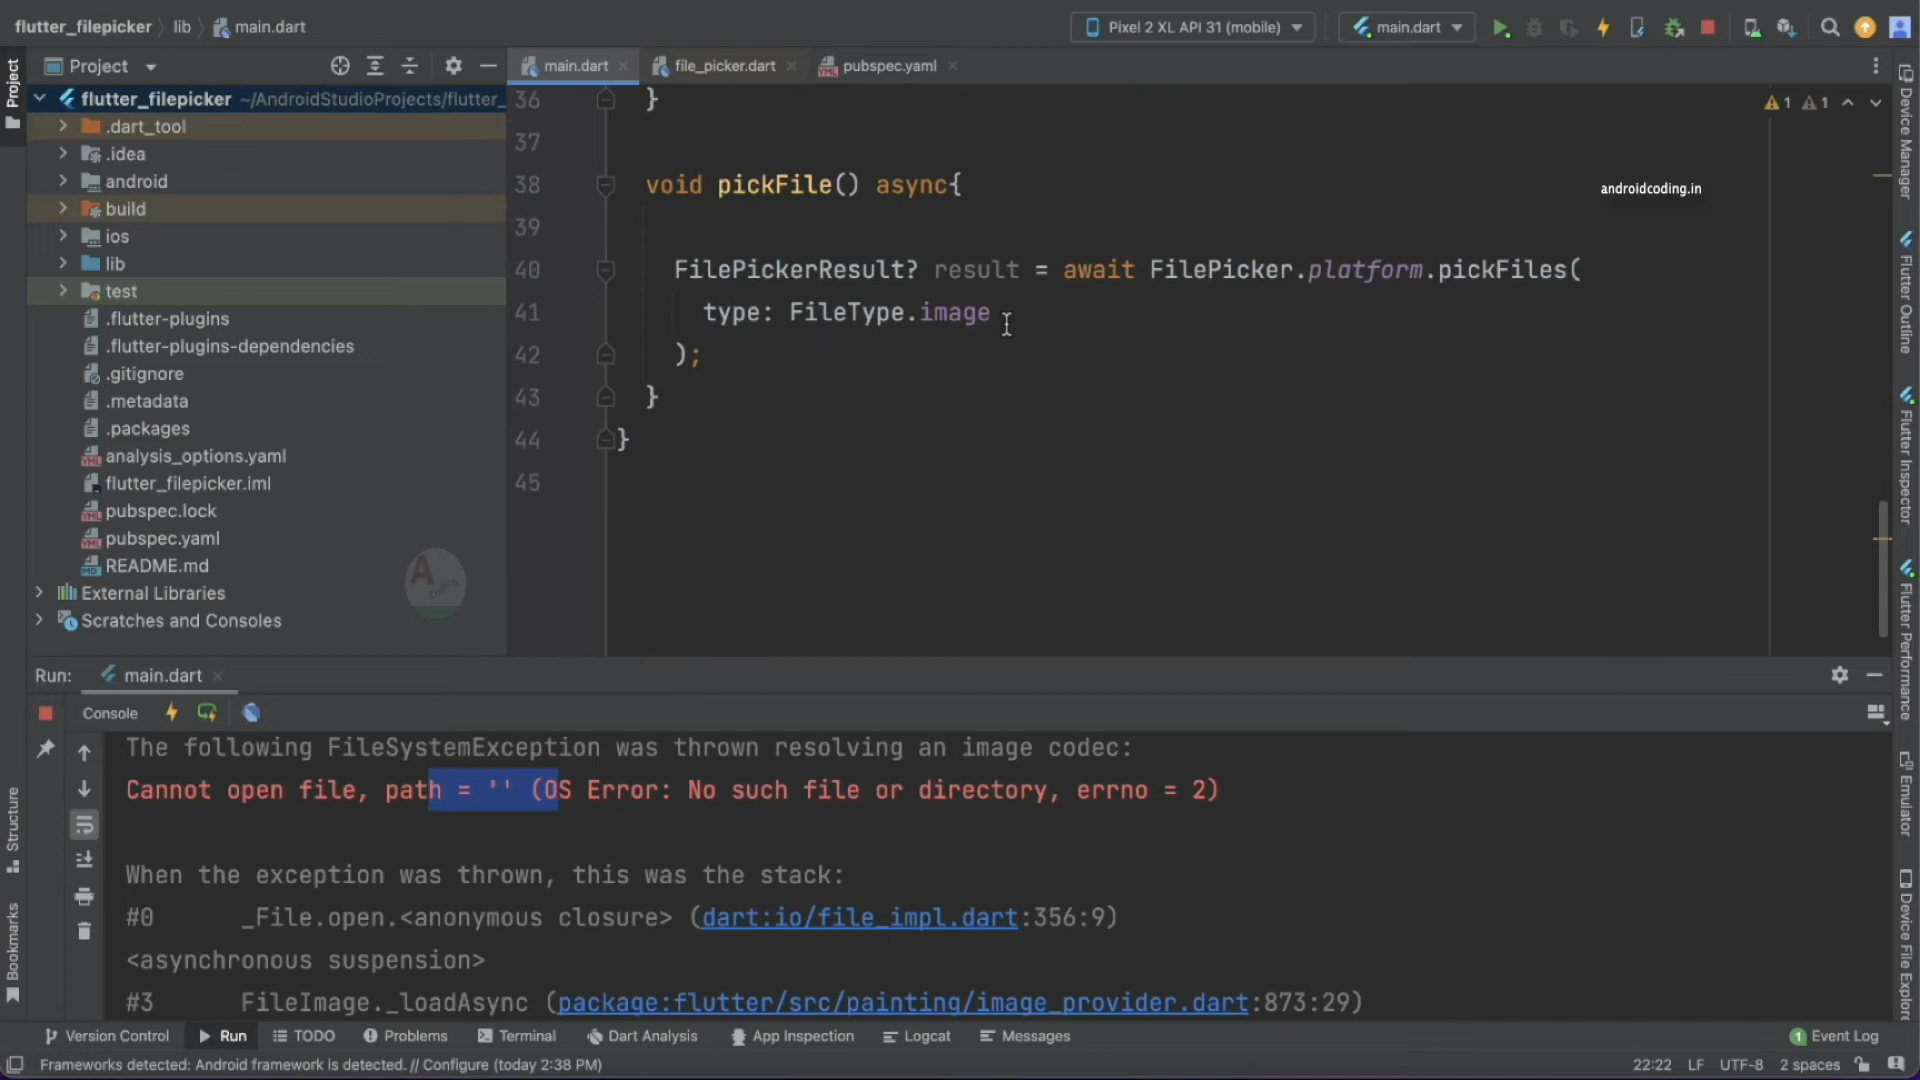 flutter_filepicker lib main.dart
Pixel 2 XL API 31 (mobile) main.dart
Project
main.dart file_picker.dart pubspec.yaml
Project
flutter_filepicker ~/AndroidStudioProjects/flutter_
.dart_tool
.idea
android
build
ios
lib
test
.flutter-plugins
.flutter-plugins-dependencies
.gitignore
.metadata
.packages
analysis_options.yaml
flutter_filepicker.iml
pubspec.lock
pubspec.yaml
README.md
External Libraries
Scratches and Consoles
A
Coding
36 }
37
38 void pickFile() async{
39
40 FilePickerResult? result = await FilePicker.platform.pickFiles(
41 type: FileType.image
42 );
43 }
44 }
45
1 1
androidcoding.in
Device Manager
Flutter Outline
Flutter Inspector
Flutter Performance
Emulator
Device File Explorer
Run: main.dart
Console
The following FileSystemException was thrown resolving an image codec:
Cannot open file, path = '' (OS Error: No such file or directory, errno = 2)
When the exception was thrown, this was the stack:
#0 _File.open.<anonymous closure> (dart:io/file_impl.dart:356:9)
<asynchronous suspension>
#3 FileImage._loadAsync (package:flutter/src/painting/image_provider.dart:873:29)
Structure
Bookmarks
Version Control Run TODO Problems Terminal Dart Analysis App Inspection Logcat Messages 1 Event Log
Frameworks detected: Android framework is detected. // Configure (today 2:38 PM) 22:22 LF UTF-8 2 spaces